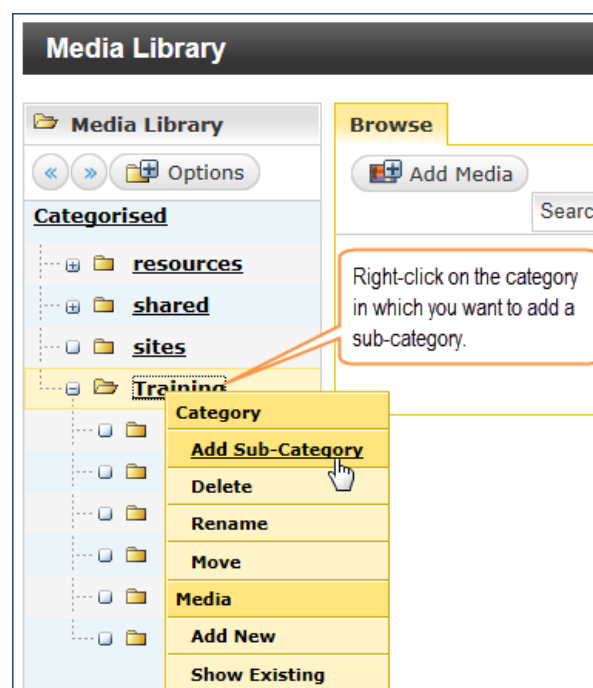 Media Library
Media Library
« » Options
Categorised
resources
shared
sites
Training
Category
Add Sub-Category
Delete
Rename
Move
Media
Add New
Show Existing
Browse
Add Media
Searc
Right-click on the category
in which you want to add a
sub-category.